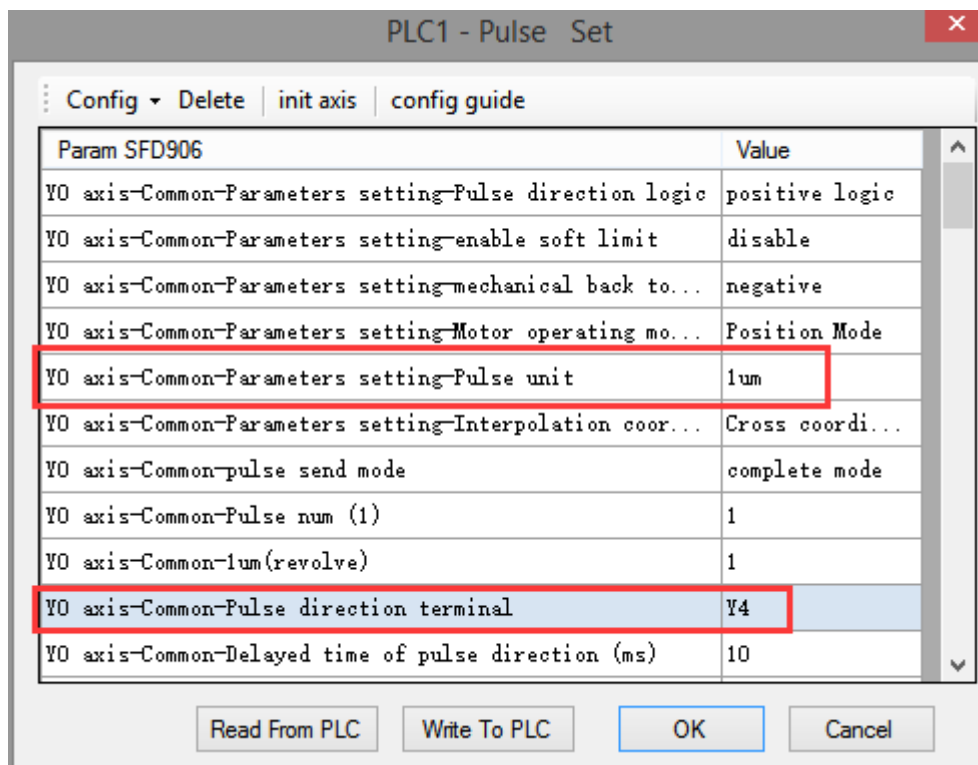 PLC1 - Pulse Set
Config Delete init axis config guide
Param SFD906 Value
Y0 axis-Common-Parameters setting-Pulse direction logic positive logic
Y0 axis-Common-Parameters setting-enable soft limit disable
Y0 axis-Common-Parameters setting-mechanical back to... negative
Y0 axis-Common-Parameters setting-Motor operating mo... Position Mode
Y0 axis-Common-Parameters setting-Pulse unit 1um
Y0 axis-Common-Parameters setting-Interpolation coor... Cross coordi...
Y0 axis-Common-pulse send mode complete mode
Y0 axis-Common-Pulse num (1) 1
Y0 axis-Common-1um(revolve) 1
Y0 axis-Common-Pulse direction terminal Y4
Y0 axis-Common-Delayed time of pulse direction (ms) 10
Read From PLC Write To PLC OK Cancel